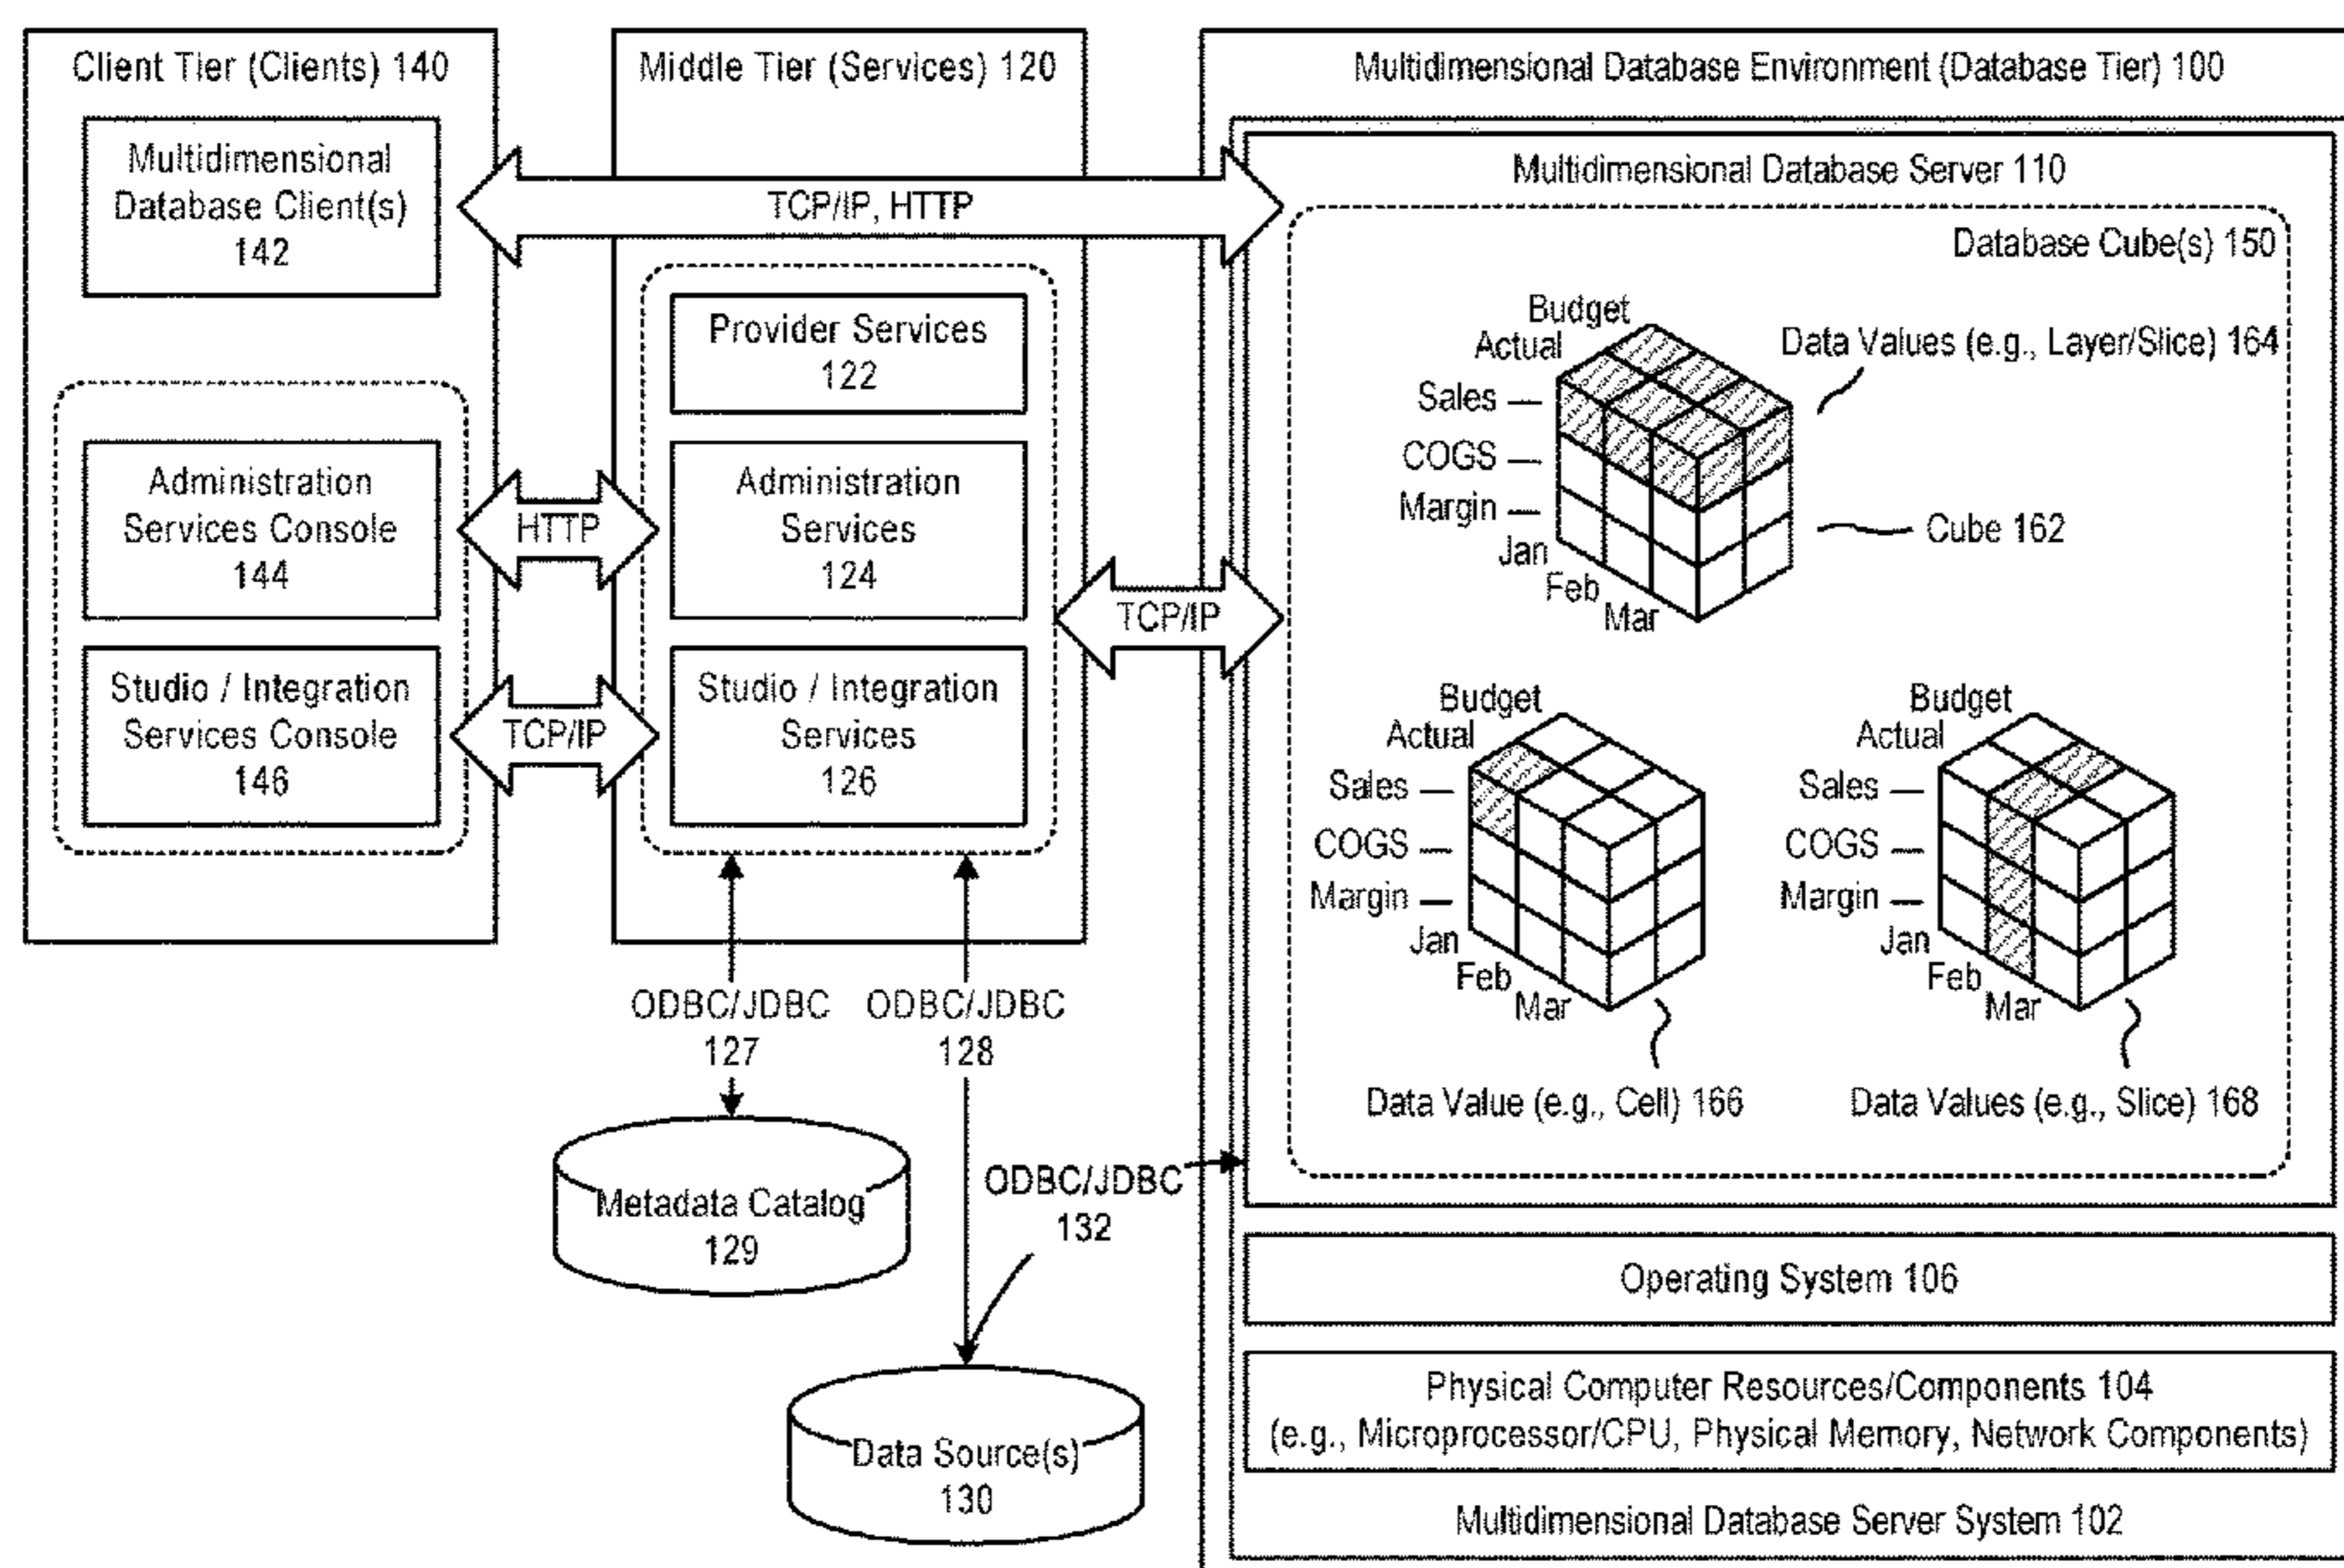 Client Tier (Clients) 140
Multidimensional
Database Client(s)
142
Administration
Services Console
144
Studio / Integration
Services Console
146
Middle Tier (Services) 120
TCP/IP, HTTP
Provider Services
122
HTTP
Administration
Services
124
TCP/IP
Studio / Integration
Services
126
TCP/IP
ODBC/JDBC
127
ODBC/JDBC
128
Metadata Catalog
129
ODBC/JDBC
132
Data Source(s)
130
Multidimensional Database Environment (Database Tier) 100
Multidimensional Database Server 110
Database Cube(s) 150
Budget
Actual
Data Values (e.g., Layer/Slice) 164
Sales
COGS
Margin
Cube 162
Jan
Feb
Mar
Budget
Actual
Sales
COGS
Margin
Jan
Feb
Mar
Data Value (e.g., Cell) 166
Budget
Actual
Sales
COGS
Margin
Jan
Feb
Mar
Data Values (e.g., Slice) 168
Operating System 106
Physical Computer Resources/Components 104
(e.g., Microprocessor/CPU, Physical Memory, Network Components)
Multidimensional Database Server System 102